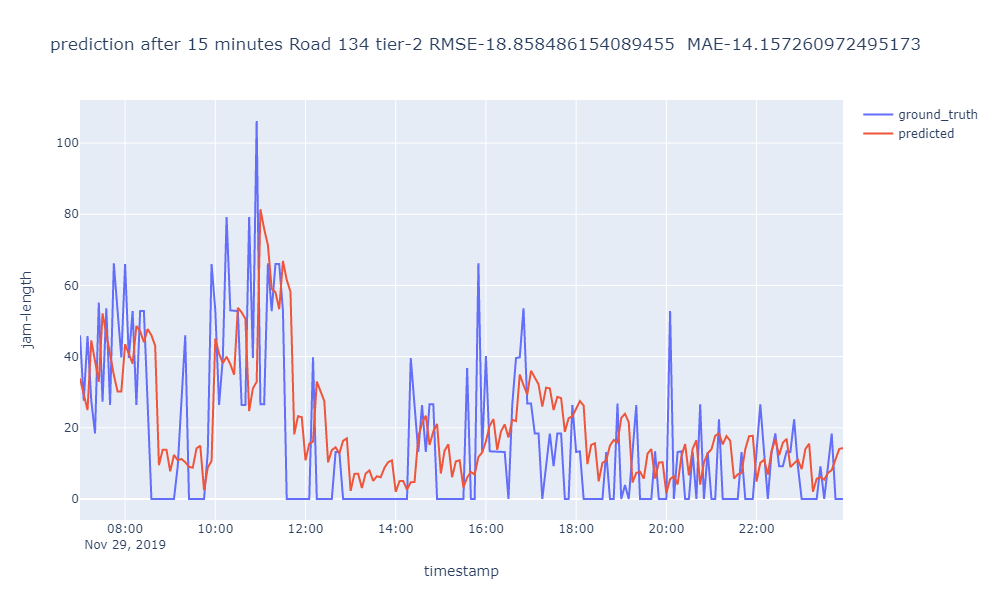 prediction after 15 minutes Road 134 tier-2 RMSE-18.858486154089455 MAE-14.157260972495173
ground_truth
predicted
100
80
60
40
20
0
jam-length
08:00 10:00 12:00 14:00 16:00 18:00 20:00 22:00
Nov 29, 2019
timestamp